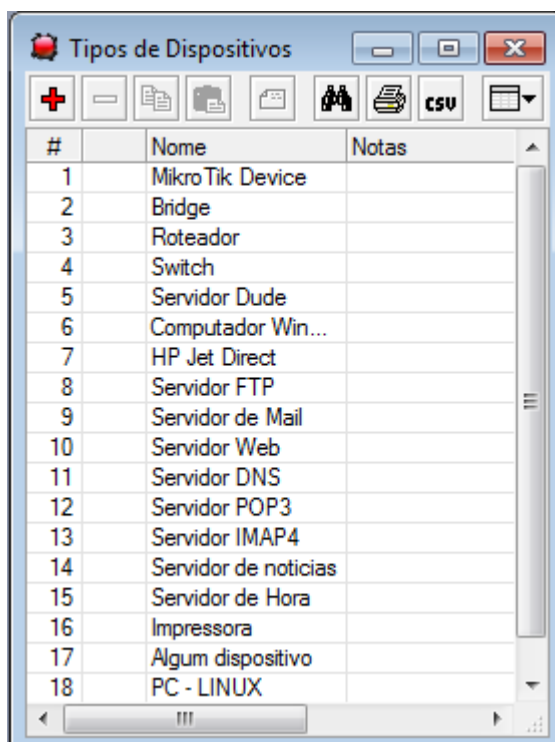 Tipos de Dispositivos
csv
# Nome Notas
1 MikroTik Device
2 Bridge
3 Roteador
4 Switch
5 Servidor Dude
6 Computador Win...
7 HP Jet Direct
8 Servidor FTP
9 Servidor de Mail
10 Servidor Web
11 Servidor DNS
12 Servidor POP3
13 Servidor IMAP4
14 Servidor de noticias
15 Servidor de Hora
16 Impressora
17 Algum dispositivo
18 PC - LINUX